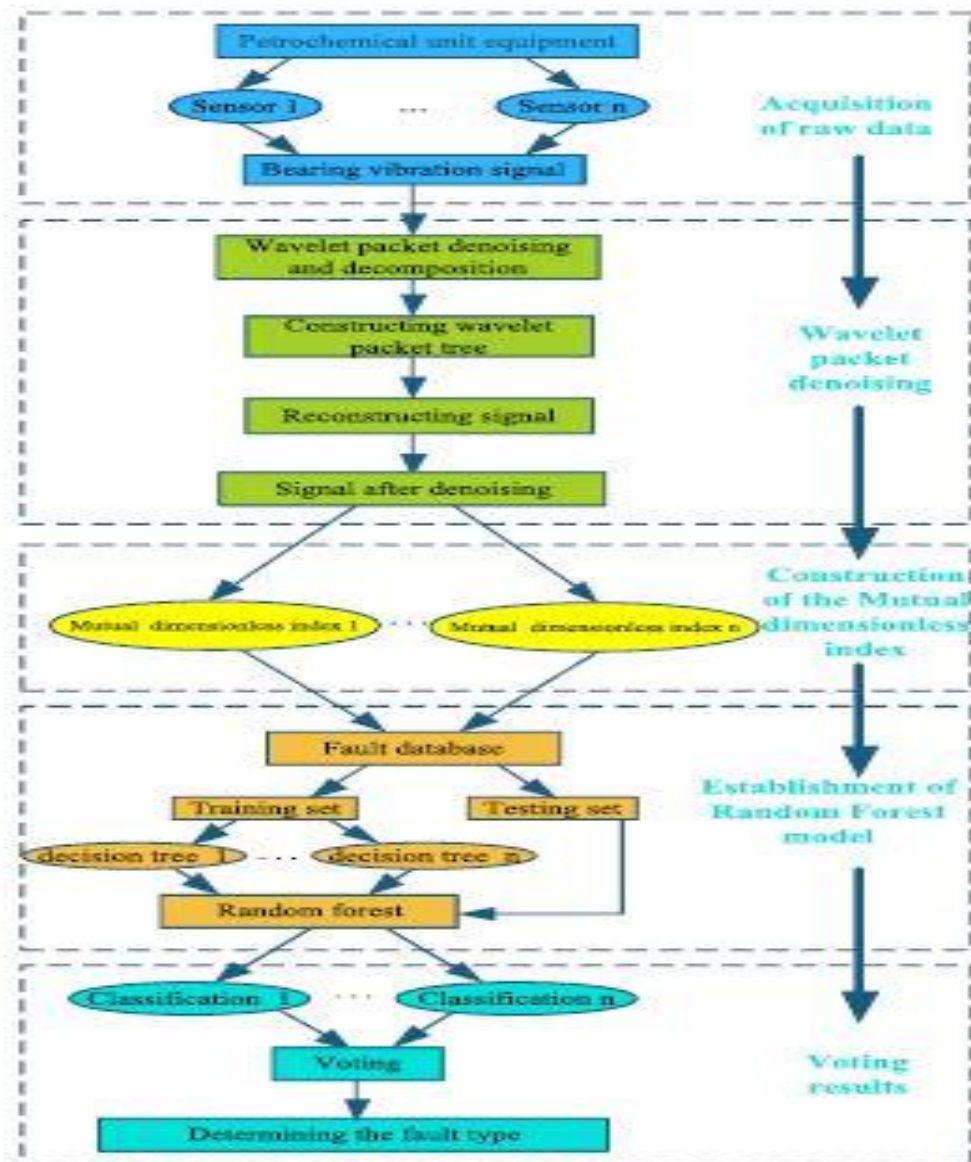 Petrochemical unit equipment
Sensor 1
...
Sensor n
Bearing vibration signal
Acquisition
of raw data
Wavelet packet denoising
and decomposition
Constructing wavelet
packet tree
Reconstructing signal
Signal after denoising
Wavelet
packet
denoising
Mutual dimensionless index 1
...
Mutual dimensionless index n
Construction
of the Mutual
dimensionless
index
Fault database
Training set
Testing set
decision tree 1
...
decision tree n
Random forest
Establishment of
Random Forest
model
Classification 1
...
Classification n
Voting
Determining the fault type
Voting
results